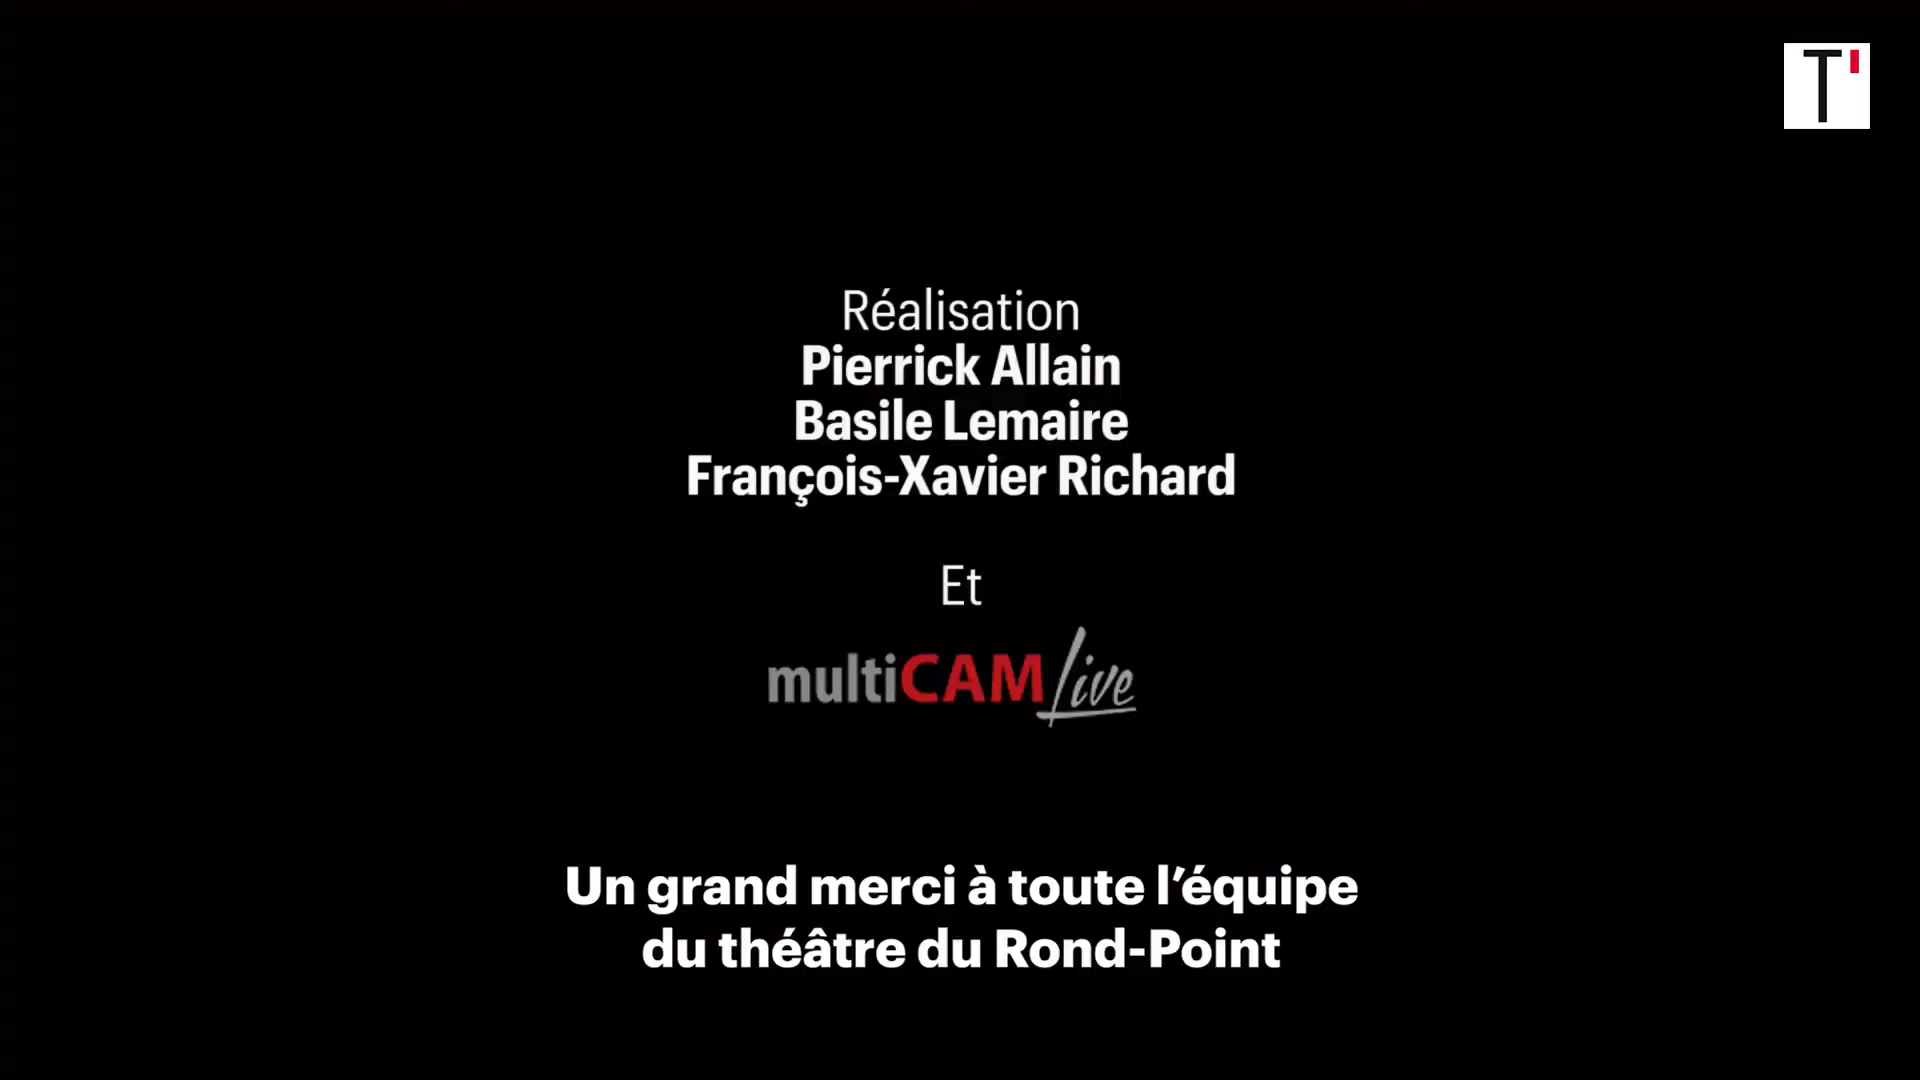 T'
Réalisation
Pierrick Allain
Basile Lemaire
François-Xavier Richard
Et
multiCAM Live
Un grand merci à toute l’équipe
du théâtre du Rond-Point